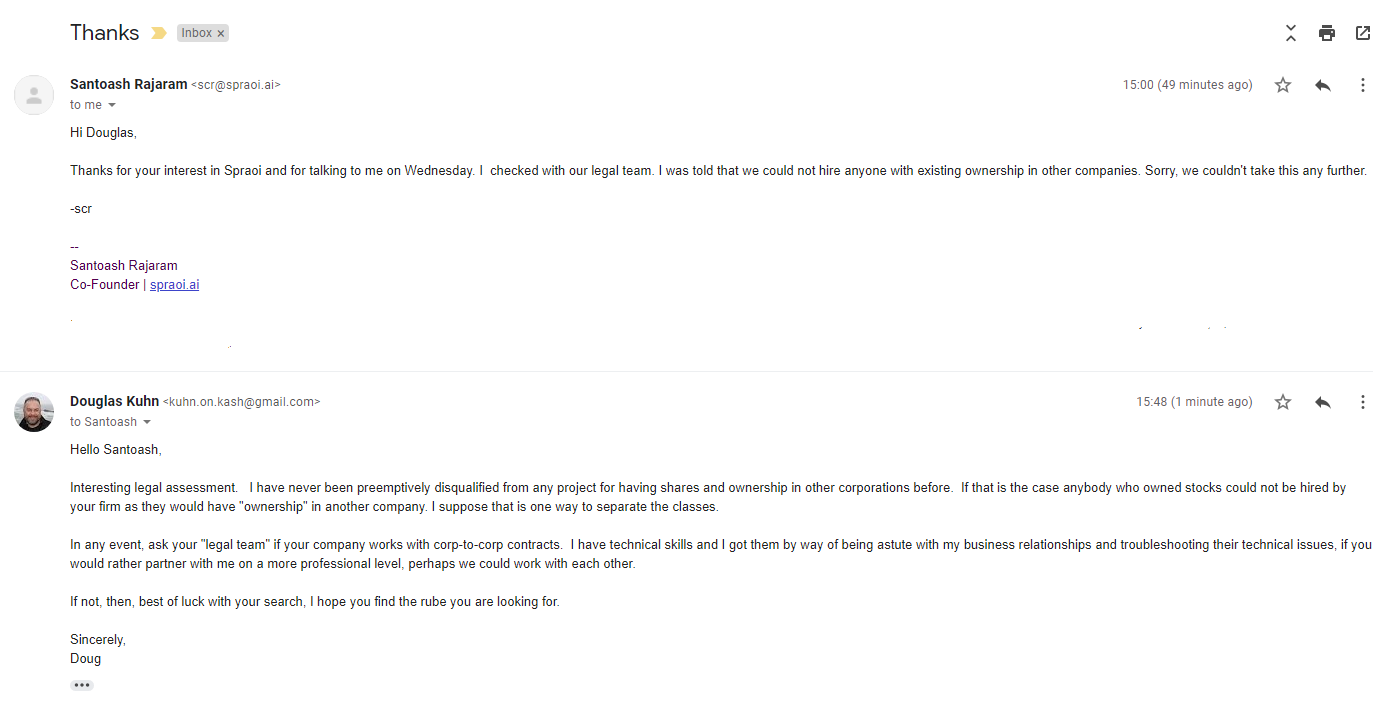 Thanks
Inbox ×
Santoash Rajaram <scr@spraoi.ai>
15:00 (49 minutes ago)
to me
Hi Douglas,
Thanks for your interest in Spraoi and for talking to me on Wednesday. I  checked with our legal team. I was told that we could not hire anyone with existing ownership in other companies. Sorry, we couldn't take this any further.
-scr
--
Santoash Rajaram
Co-Founder | spraoi.ai
Douglas Kuhn <kuhn.on.kash@gmail.com>
15:48 (1 minute ago)
to Santoash
Hello Santoash,
Interesting legal assessment.   I have never been preemptively disqualified from any project for having shares and ownership in other corporations before.  If that is the case anybody who owned stocks could not be hired by
your firm as they would have "ownership" in another company. I suppose that is one way to separate the classes.
In any event, ask your "legal team" if your company works with corp-to-corp contracts.  I have technical skills and I got them by way of being astute with my business relationships and troubleshooting their technical issues, if you
would rather partner with me on a more professional level, perhaps we could work with each other.
If not, then, best of luck with your search, I hope you find the rube you are looking for.
Sincerely,
Doug